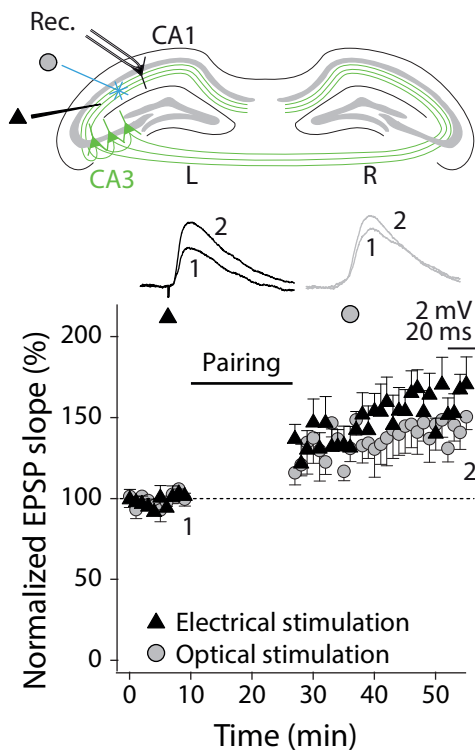 Rec.
CA1
CA3
L
R
2
1
2
1
2 mV
20 ms
Pairing
200
150
100
50
0
Normalized EPSP slope (%)
1
2
Electrical stimulation
Optical stimulation
0
10
20
30
40
50
Time (min)